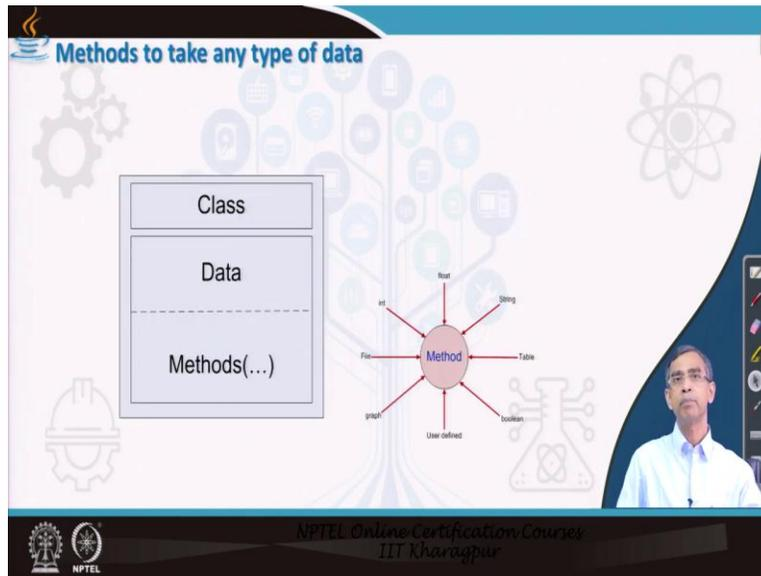 Methods to take any type of data
Class
Data
Methods(...)
float
int
String
File
Method
Table
graph
boolean
User defined
NPTEL Online Certification Courses
IIT Kharagpur
NPTEL